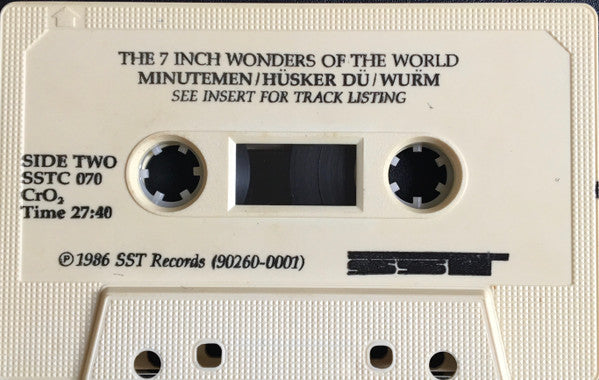 THE 7 INCH WONDERS OF THE WORLD
MINUTEMEN/HÜSKER DÜ/WURM
SEE INSERT FOR TRACK LISTING
SIDE TWO
SSTC 070
CrO₂
Time 27:40
℗ 1986 SST Records (90260-0001)
SST